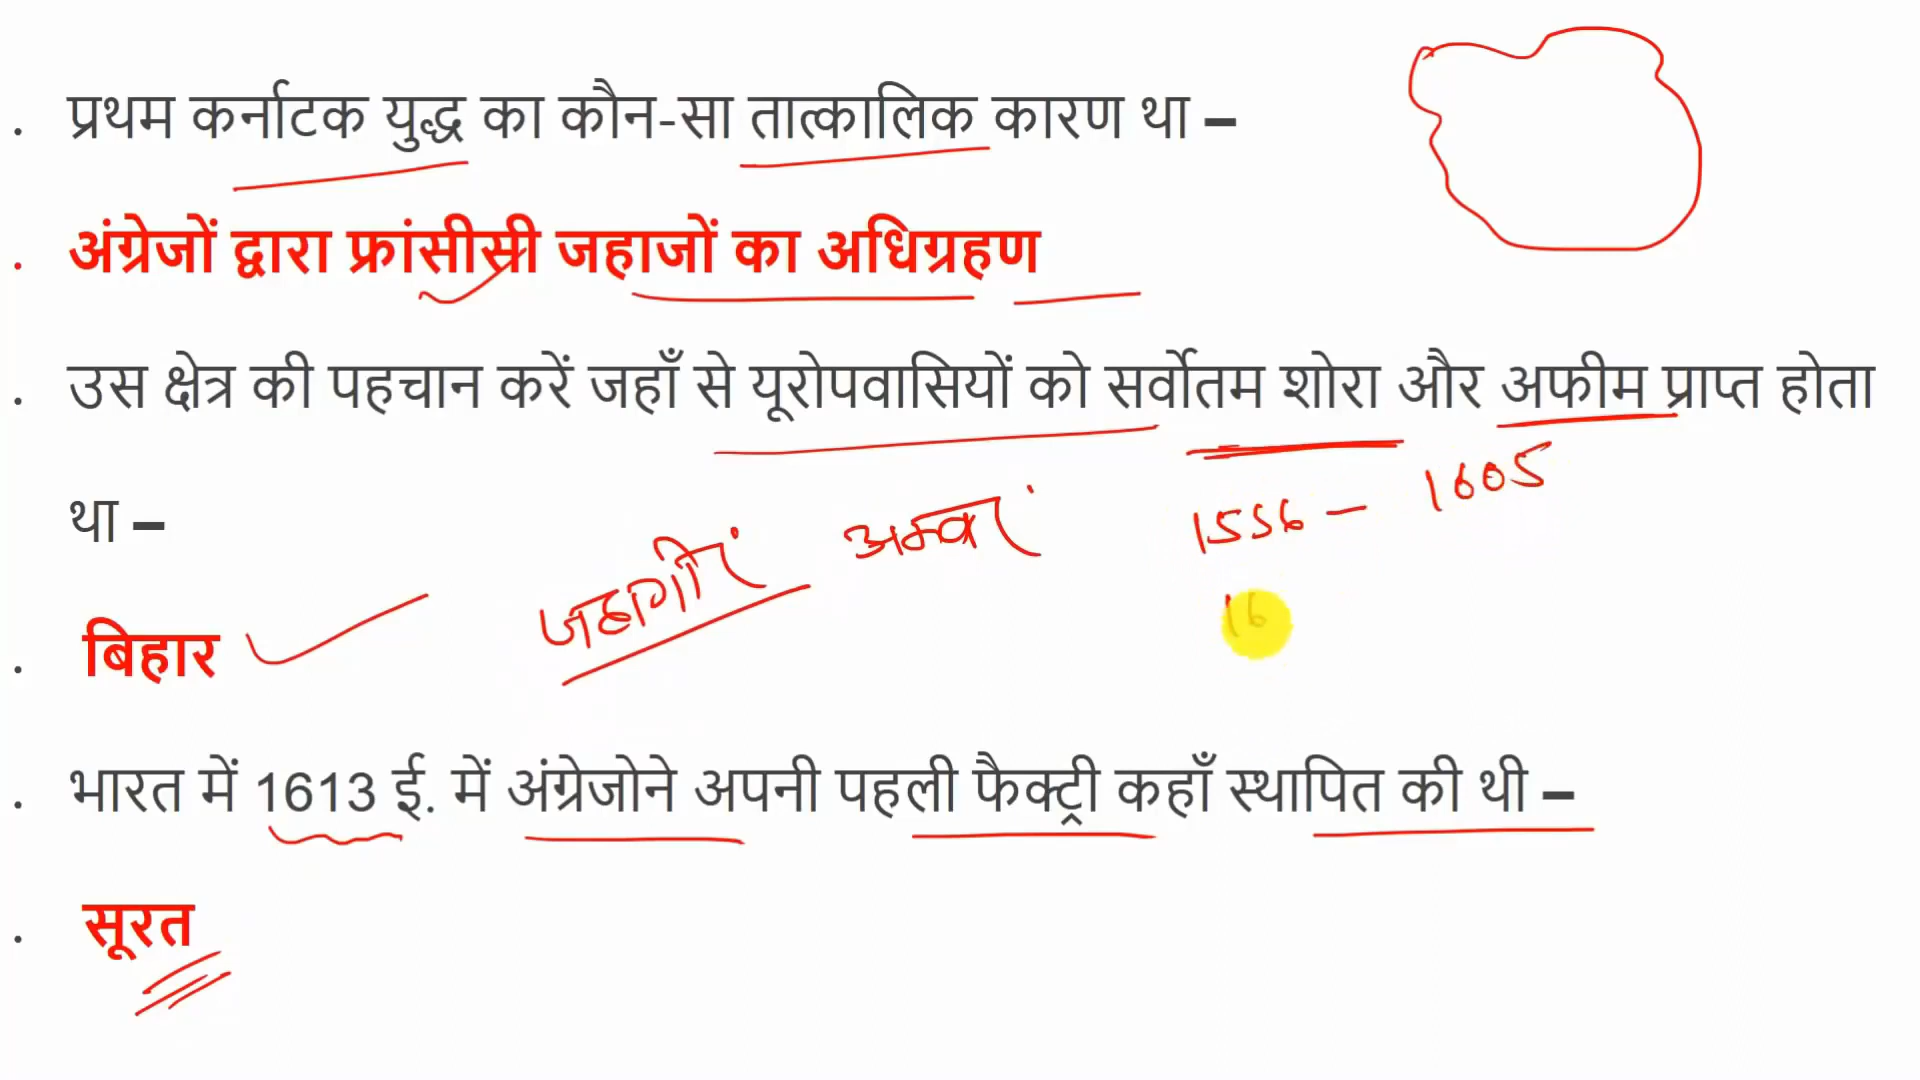 . प्रथम कर्नाटक युद्ध का कौन-सा तात्कालिक कारण था –
. अंग्रेजों द्वारा फ्रांसीसी जहाजों का अधिग्रहण
. उस क्षेत्र की पहचान करें जहाँ से यूरोपवासियों को सर्वोतम शोरा और अफीम प्राप्त होता
था –
1556 – 1605
जहागीर
16
. बिहार
. भारत में 1613 ई. में अंग्रेजोने अपनी पहली फैक्ट्री कहाँ स्थापित की थी –
. सूरत